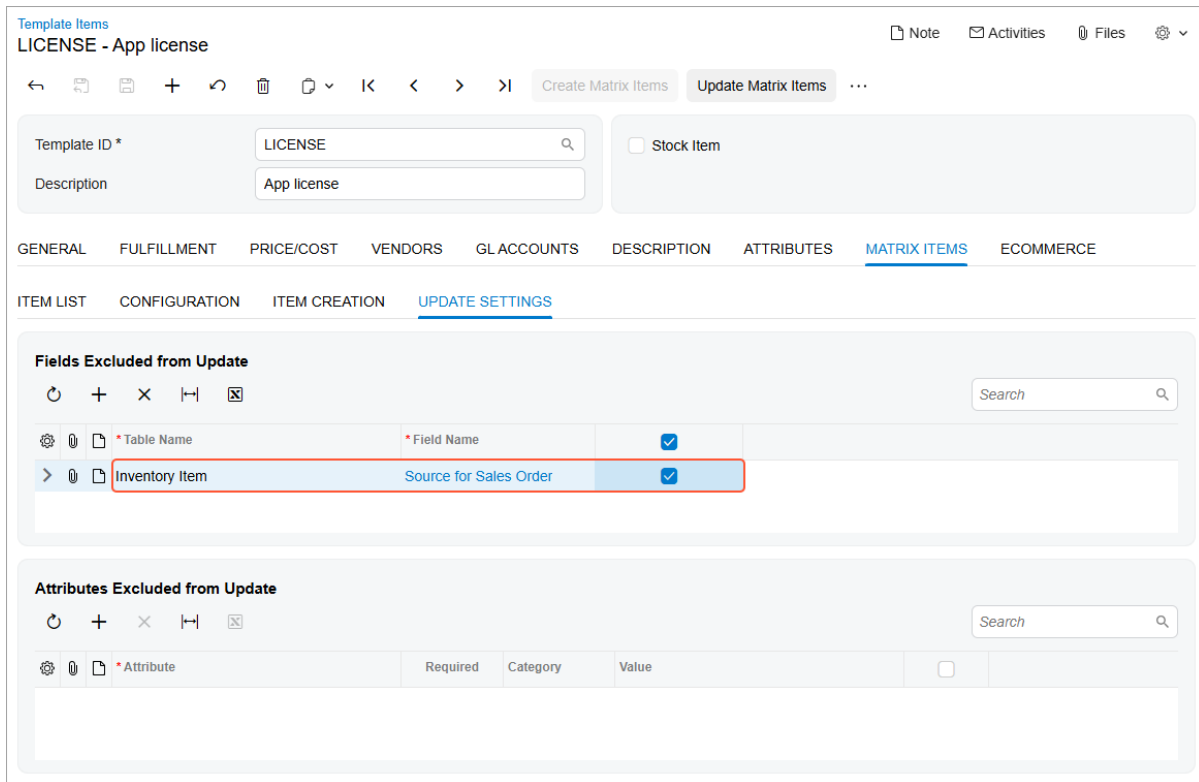 Template Items
LICENSE - App license
Note Activities Files
Create Matrix Items Update Matrix Items
Template ID * LICENSE
Stock Item
Description App license
GENERAL FULFILLMENT PRICE/COST VENDORS GL ACCOUNTS DESCRIPTION ATTRIBUTES MATRIX ITEMS ECOMMERCE
ITEM LIST CONFIGURATION ITEM CREATION UPDATE SETTINGS
Fields Excluded from Update
Search
* Table Name * Field Name
Inventory Item Source for Sales Order
Attributes Excluded from Update
Search
* Attribute Required Category Value